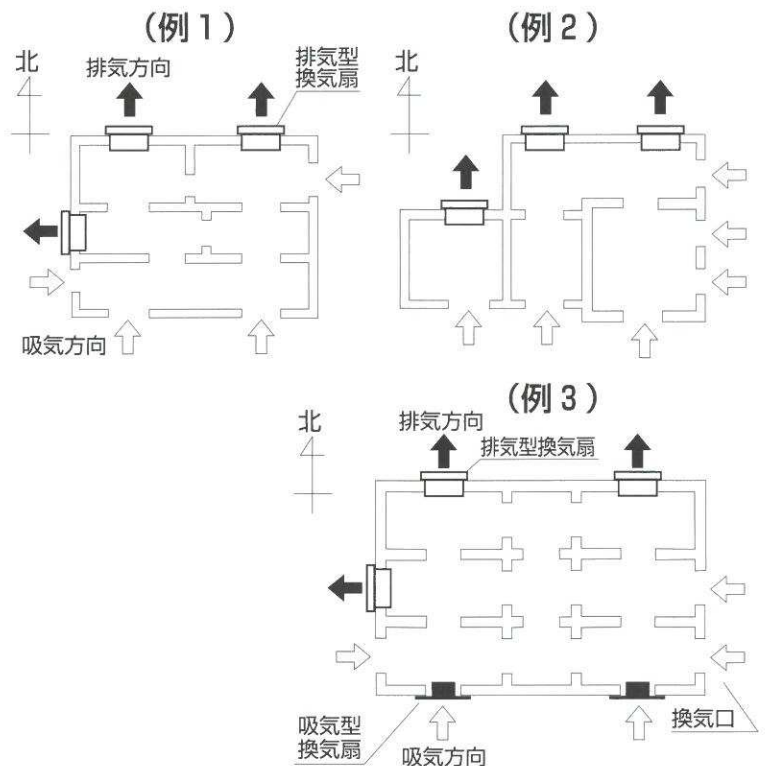 (例1)
北
排気方向
排気型
換気扇
吸気方向
(例2)
北
(例3)
北
排気方向
排気型換気扇
吸気型
換気扇
吸気方向
換気口